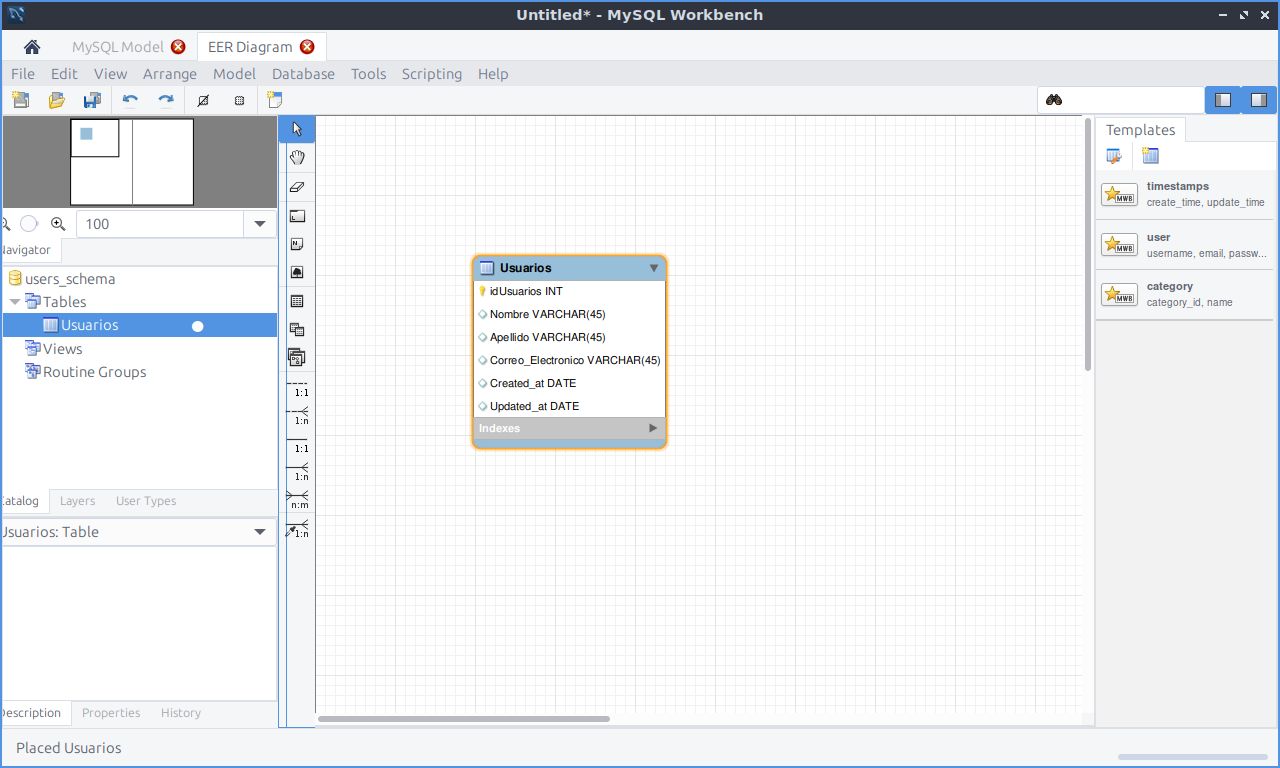 Untitled* - MySQL Workbench
MySQL Model
EER Diagram
File Edit View Arrange Model Database Tools Scripting Help
100
Navigator
users_schema
Tables
Usuarios
Views
Routine Groups
Catalog Layers User Types
Usuarios: Table
Description Properties History
Placed Usuarios
1:1
1:n
1:1
1:n
n:m
1:n
Usuarios
idUsuarios INT
Nombre VARCHAR(45)
Apellido VARCHAR(45)
Correo_Electronico VARCHAR(45)
Created_at DATE
Updated_at DATE
Indexes
Templates
MWB
timestamps
create_time, update_time
MWB
user
username, email, passw...
MWB
category
category_id, name